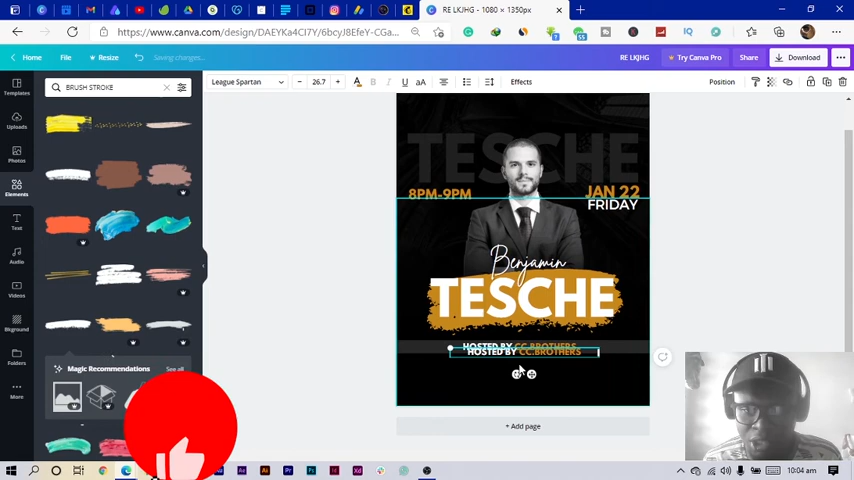 RE LKJHG - 1080 × 1350px
https://www.canva.com/design/DAEYKa4CI7Y/6bcyJ8EfeY-CGa...
Home
File
Resize
Saving changes...
RE LKJHG
Try Canva Pro
Share
Download
Templates
BRUSH STROKE
League Spartan
26.7
A
B
I
U
aA
Effects
Position
Uploads
Photos
Elements
Text
Audio
Videos
Bkground
Folders
More
Magic Recommendations
See all
TESCHE
8PM-9PM
JAN 22
FRIDAY
Benjamin
TESCHE
HOSTED BY CC.BROTHERS
HOSTED BY CC.BROTHERS
+ Add page
10:04 am